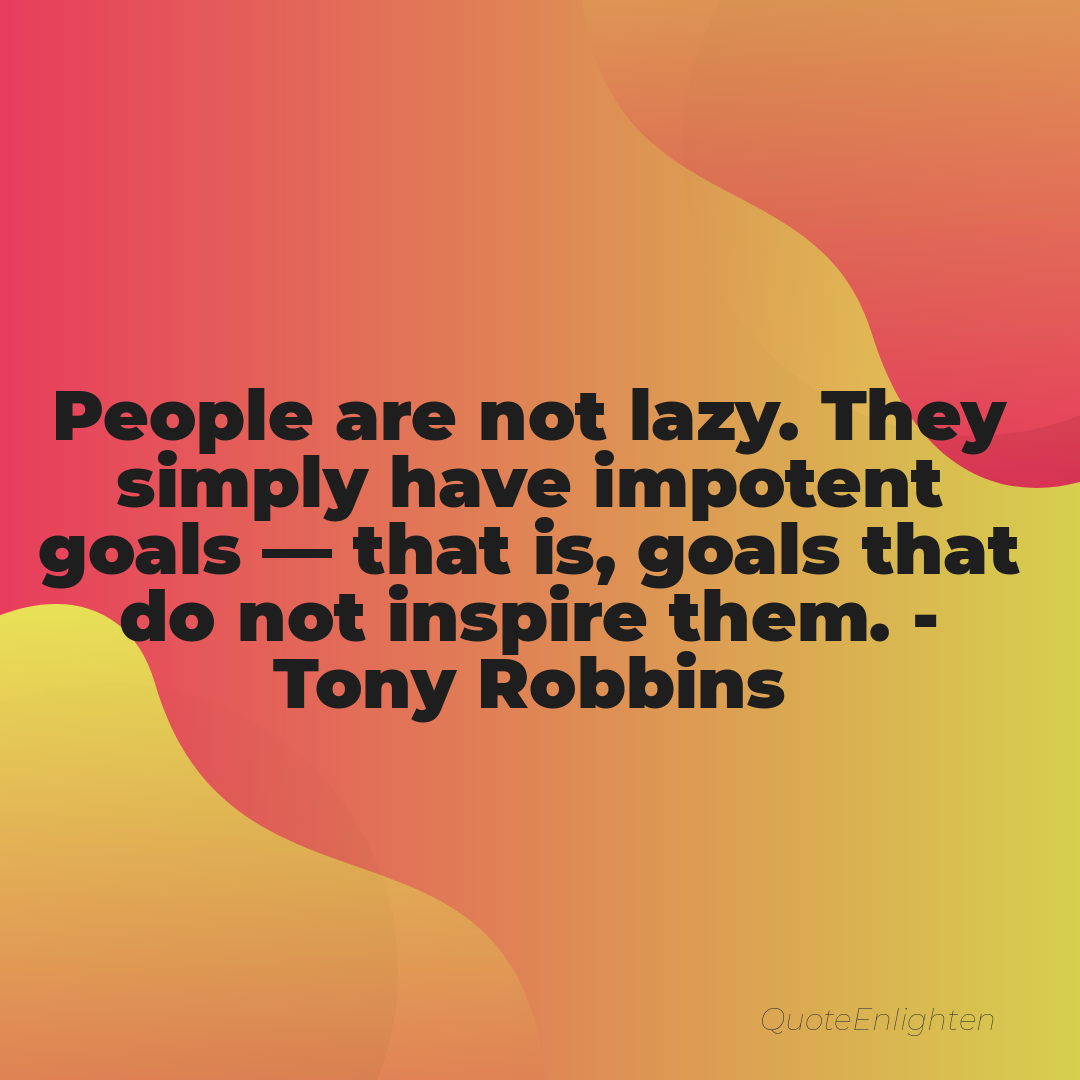 People are not lazy. They
simply have impotent
goals — that is, goals that
do not inspire them. -
Tony Robbins
QuoteEnlighten